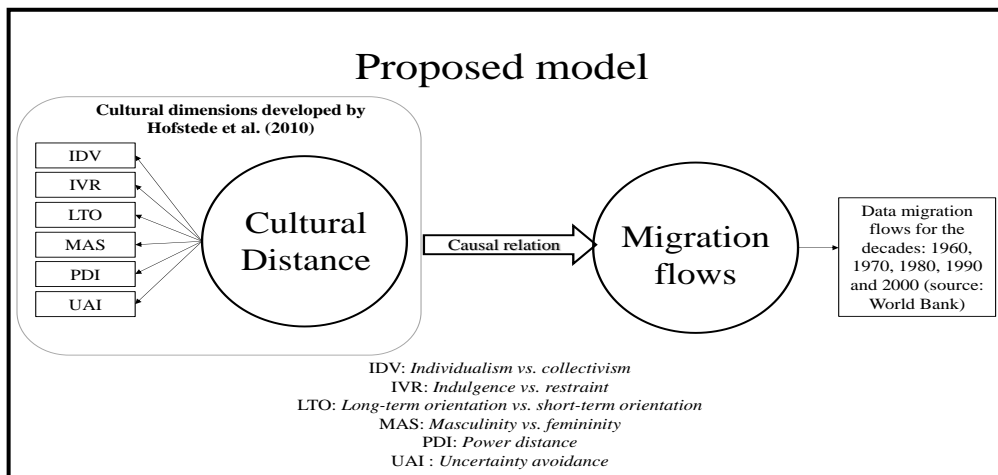 Proposed model
Cultural dimensions developed by
Hofstede et al. (2010)
IDV
IVR
LTO
MAS
PDI
UAI
Cultural
Distance
Causal relation
Migration
flows
Data migration
flows for the
decades: 1960,
1970, 1980, 1990
and 2000 (source:
World Bank)
IDV: Individualism vs. collectivism
IVR: Indulgence vs. restraint
LTO: Long-term orientation vs. short-term orientation
MAS: Masculinity vs. femininity
PDI: Power distance
UAI : Uncertainty avoidance